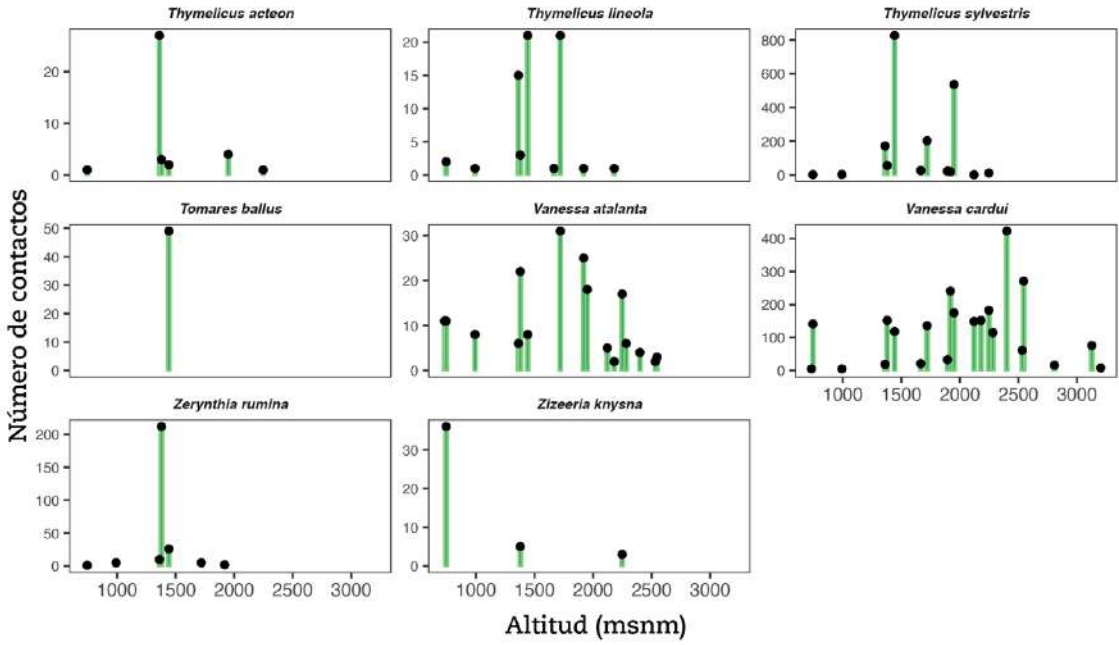 Thymelicus acteon
Thymelicus lineola
Thymelicus sylvestris
20
10
0
20
15
10
5
0
800
600
400
200
0
Tomares ballus
Vanessa atalanta
Vanessa cardui
50
40
30
20
10
0
30
20
10
0
400
300
200
100
0
1000 1500 2000 2500 3000
Zerynthia rumina
Zizeeria knysna
200
150
100
50
0
30
20
10
0
1000 1500 2000 2500 3000
1000 1500 2000 2500 3000
Número de contactos
Altitud (msnm)